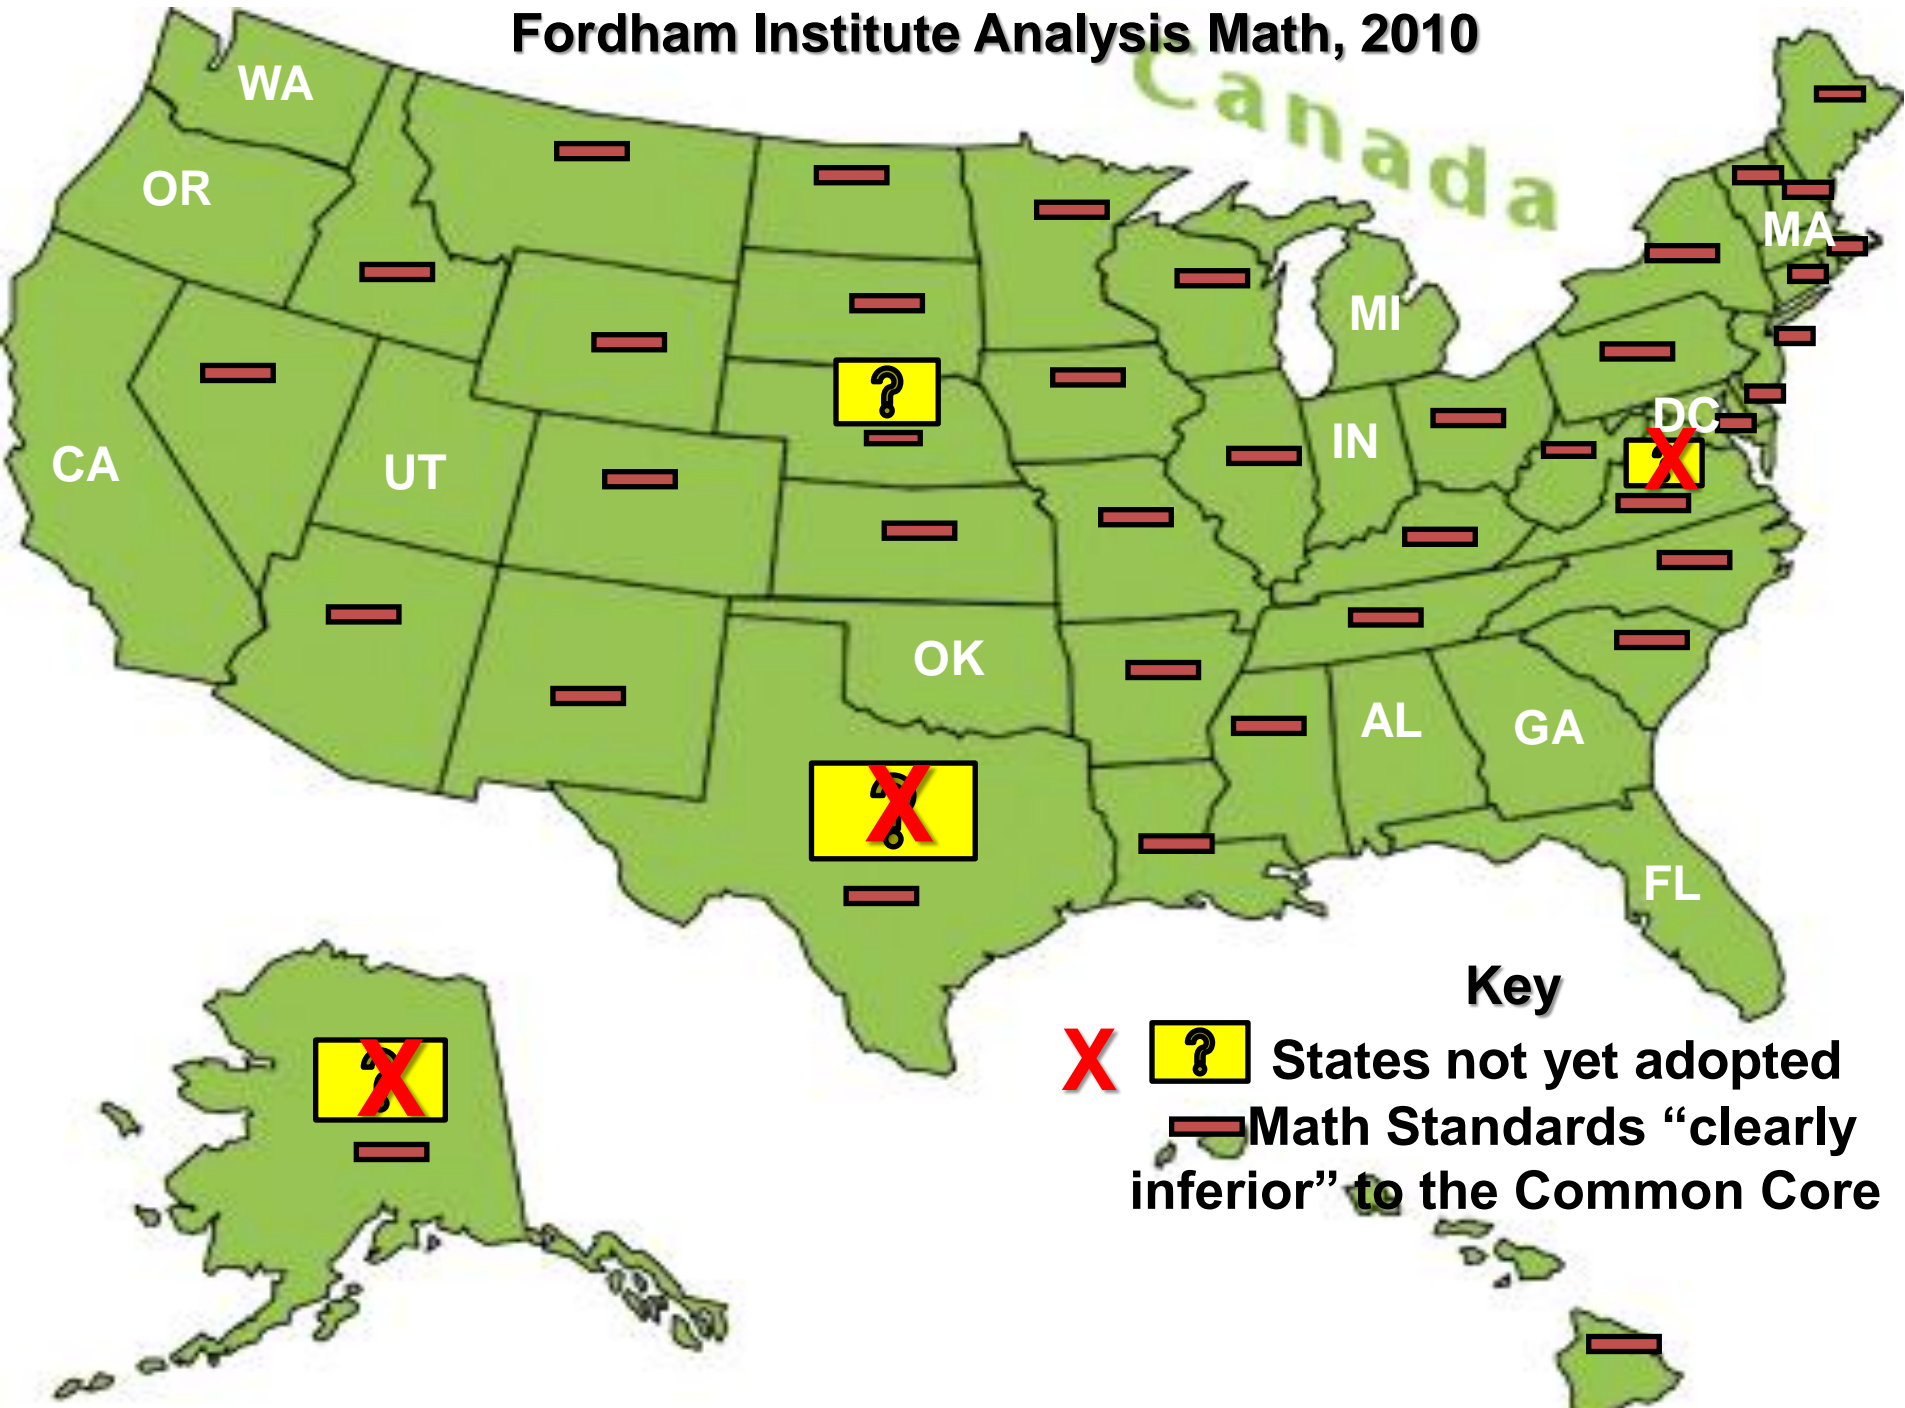 Fordham Institute Analysis Math, 2010
Canada
WA
OR
MA
MI
DC
IN
CA
UT
OK
AL
GA
FL
?
X
?
X
?
X
?
Key
X ? States not yet adopted
Math Standards “clearly
inferior” to the Common Core